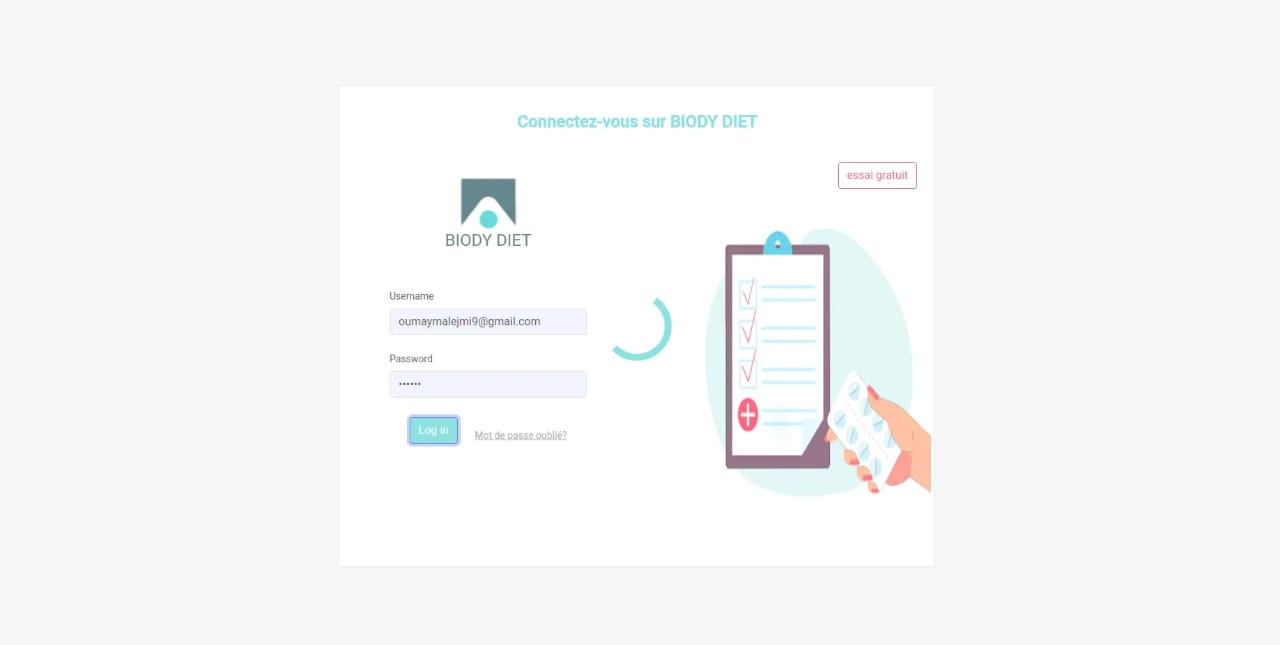 Connectez-vous sur BIODY DIET
essai gratuit
BIODY DIET
Username
oumaymalejmi9@gmail.com
Password
••••••
Log in
Mot de passe oublié?